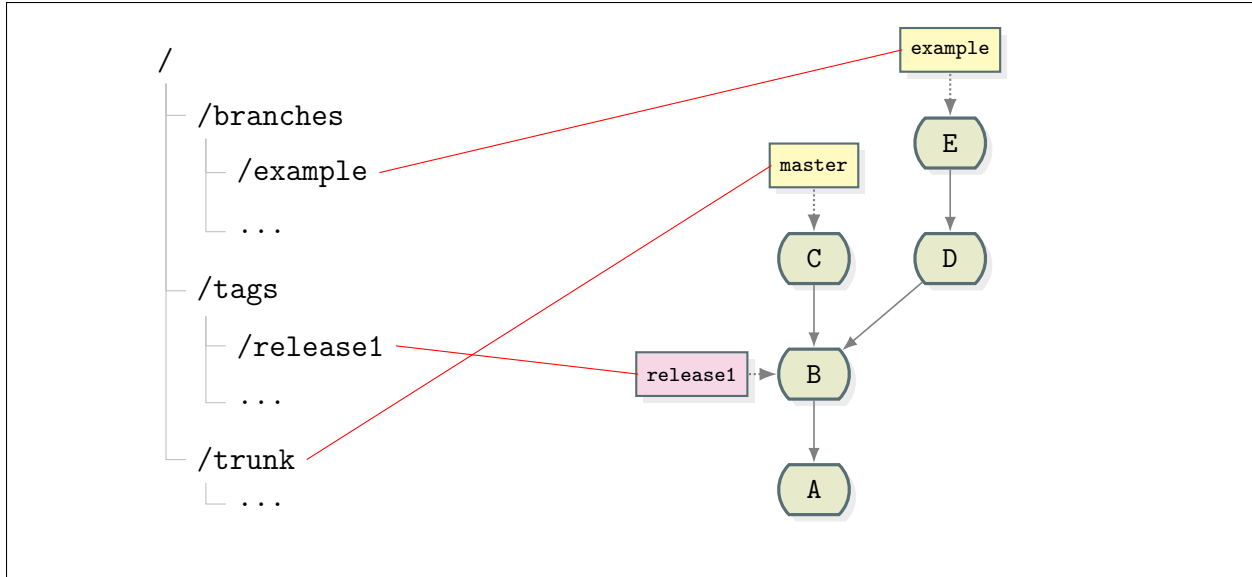 /
/branches
/example
...
/tags
/release1
...
/trunk
...
example
E
master
C
D
release1
B
A